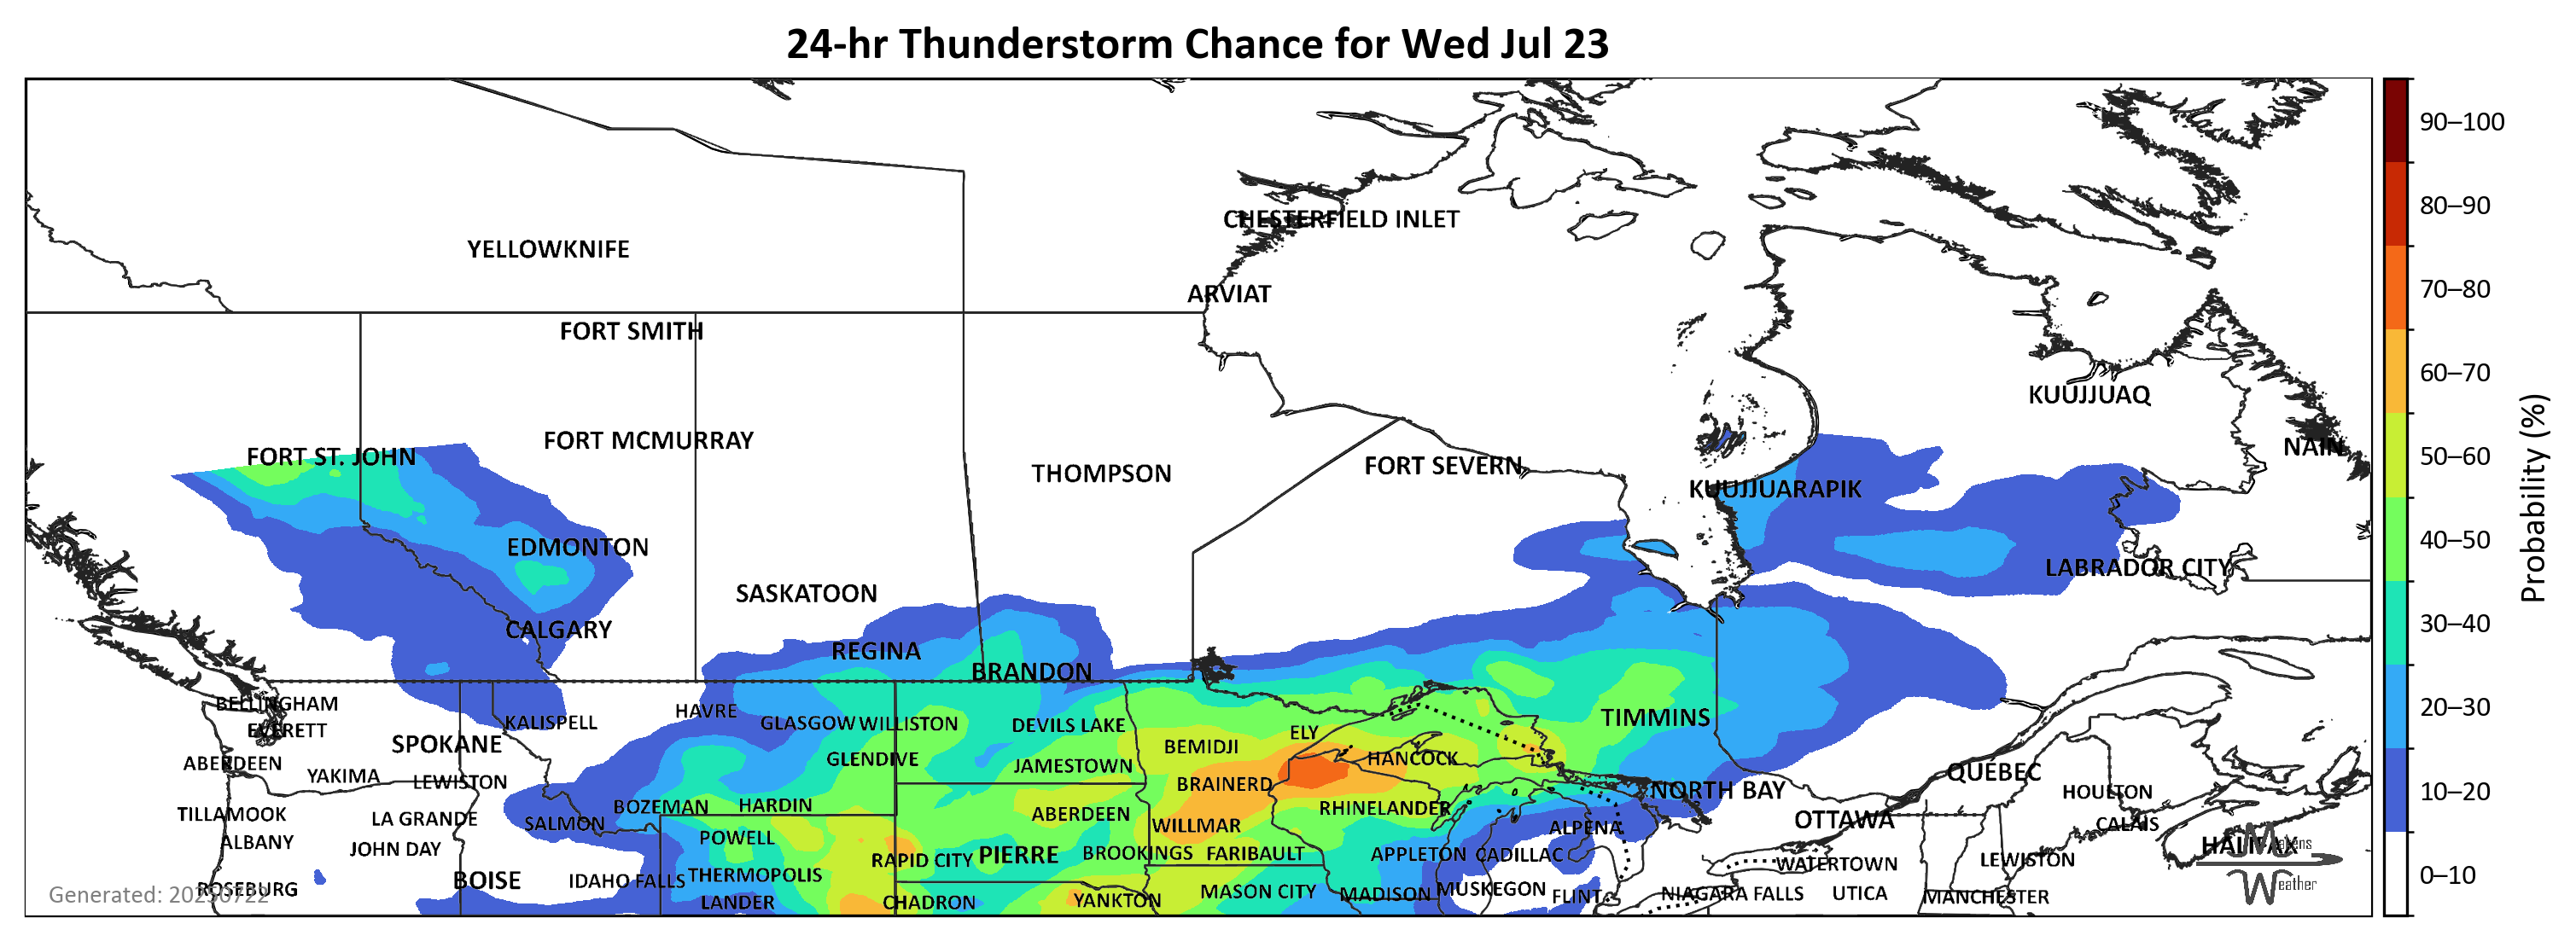 24-hr Thunderstorm Chance for Wed Jul 23
90–100
80–90
70–80
60–70
50–60
40–50
30–40
20–30
10–20
0–10
Probability (%)
CHESTERFIELD INLET
YELLOWKNIFE
ARVIAT
FORT SMITH
KUUJJUAQ
FORT MCMURRAY
NAIN
FORT ST. JOHN
FORT SEVERN
THOMPSON
KUUJJUARAPIK
EDMONTON
LABRADOR CITY
SASKATOON
CALGARY
REGINA
BRANDON
BELLINGHAM
HAVRE
TIMMINS
KALISPELL
GLASGOW
WILLISTON
DEVILS LAKE
EVERETT
ELY
SPOKANE
BEMIDJI
HANCOCK
GLENDIVE
ABERDEEN
JAMESTOWN
QUÉBEC
YAKIMA
LEWISTON
BRAINERD
NORTH BAY
HOULTON
BOZEMAN
HARDIN
RHINELANDER
TILLAMOOK
ABERDEEN
LA GRANDE
OTTAWA
SALMON
WILLMAR
ALPENA
CALAIS
POWELL
ALBANY
HALIFAX
JOHN DAY
BROOKINGS
FARIBAULT
APPLETON
CADILLAC
PIERRE
RAPID CITY
LEWISTON
WATERTOWN
THERMOPOLIS
BOISE
IDAHO FALLS
ROSEBURG
MUSKEGON
MASON CITY
MADISON
NIAGARA FALLS
UTICA
FLINT
MANCHESTER
YANKTON
LANDER
CHADRON
Generated: 20250722
Weather